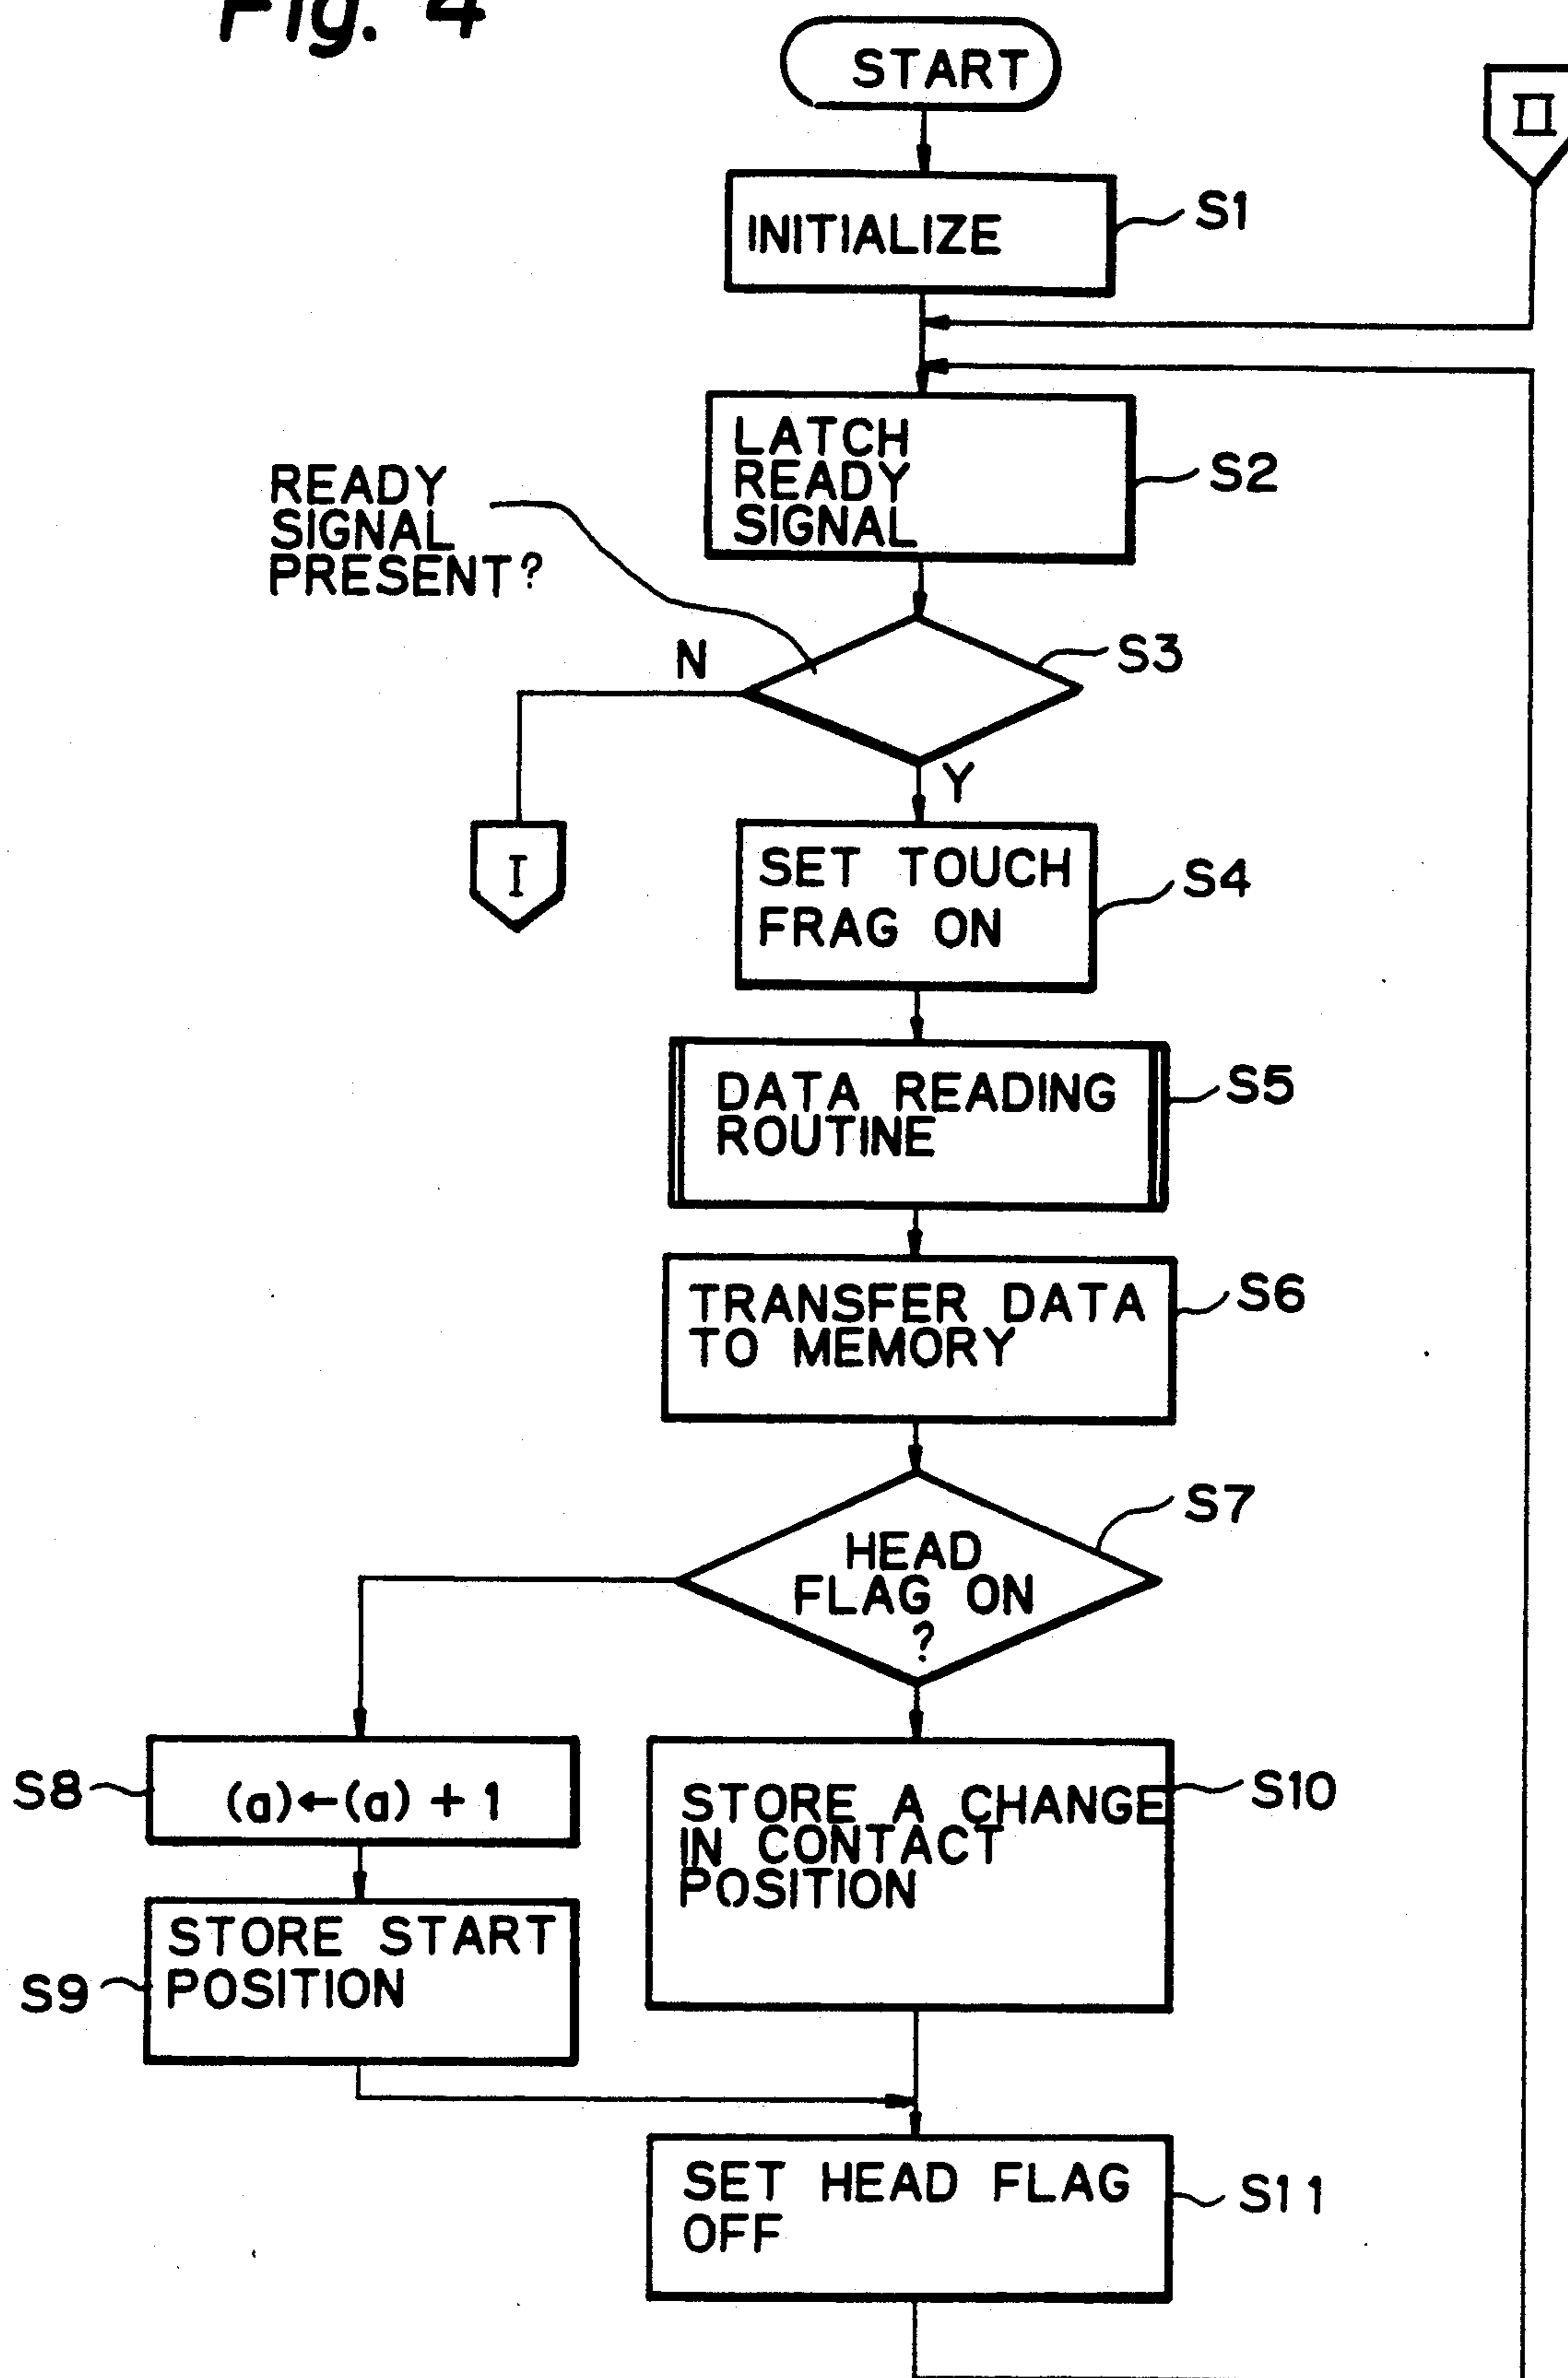 Fig. 4
START
II
INITIALIZE
S1
LATCH
READY
SIGNAL
S2
READY
SIGNAL
PRESENT?
N
S3
Y
I
SET TOUCH
FRAG ON
S4
DATA READING
ROUTINE
S5
TRANSFER DATA
TO MEMORY
S6
HEAD
FLAG ON
?
S7
S8
(a)←(a) + 1
STORE A CHANGE
IN CONTACT
POSITION
S10
STORE START
POSITION
S9
SET HEAD FLAG
OFF
S11